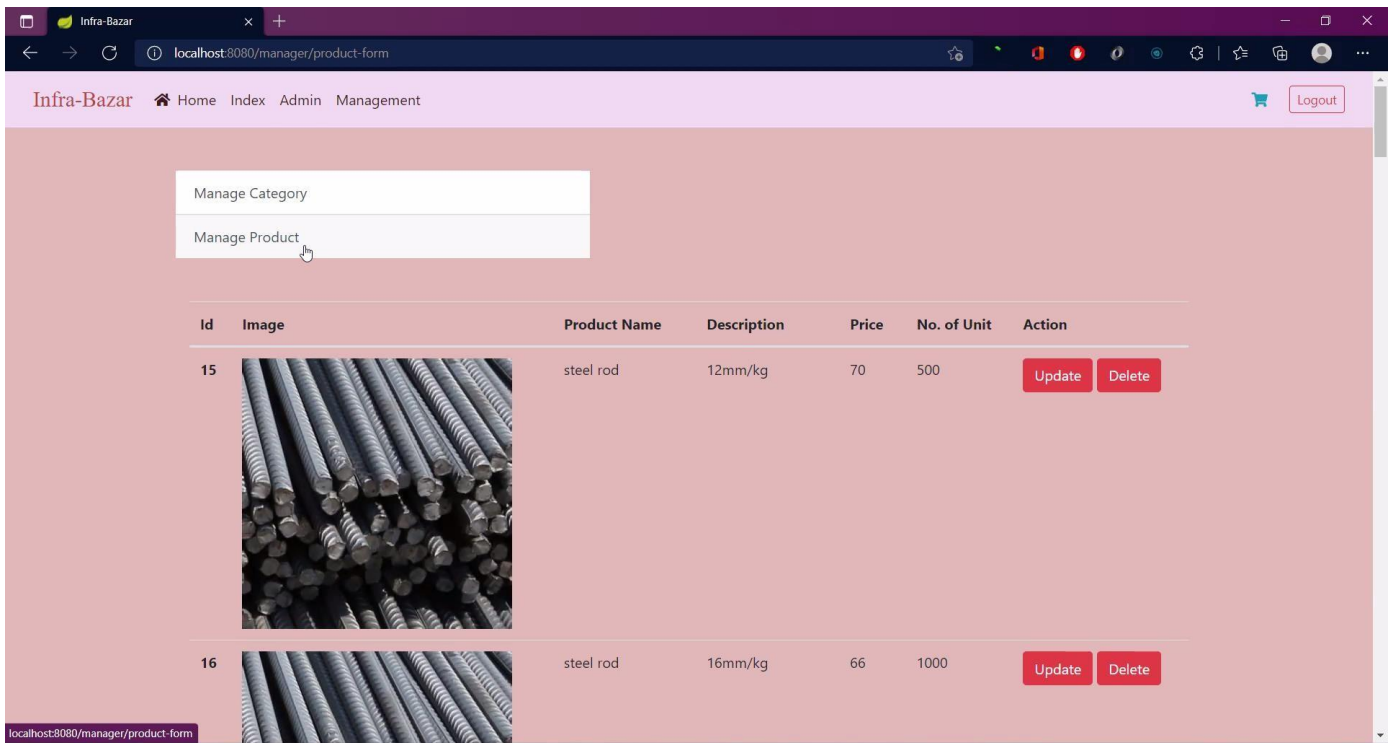 Infra-Bazar
localhost:8080/manager/product-form
Infra-Bazar Home Index Admin Management Logout
Manage Category
Manage Product
Id Image Product Name Description Price No. of Unit Action
15 steel rod 12mm/kg 70 500 Update Delete
16 steel rod 16mm/kg 66 1000 Update Delete
localhost:8080/manager/product-form